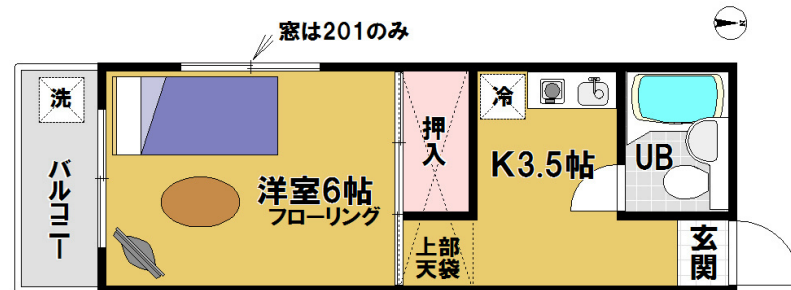 窓は201のみ
N
洗
バルコニー
洋室6帖
フローリング
押入
冷
K3.5帖
上部
天袋
UB
玄関